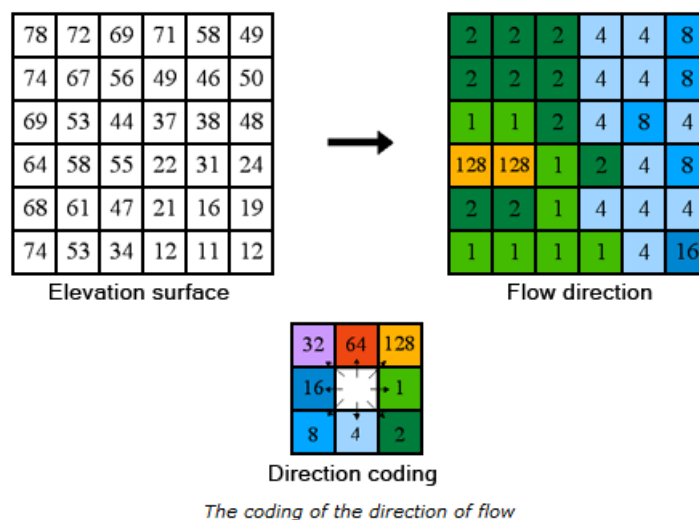 78 72 69 71 58 49 2 2 2 4 4 8
74 67 56 49 46 50 2 2 2 4 4 8
69 53 44 37 38 48 1 1 2 4 8 4
64 58 55 22 31 24 128 128 1 2 4 8
68 61 47 21 16 19 2 2 1 4 4 4
74 53 34 12 11 12 1 1 1 1 4 16
Elevation surface Flow direction
32 64 128
16 1
8 4 2
Direction coding
The coding of the direction of flow